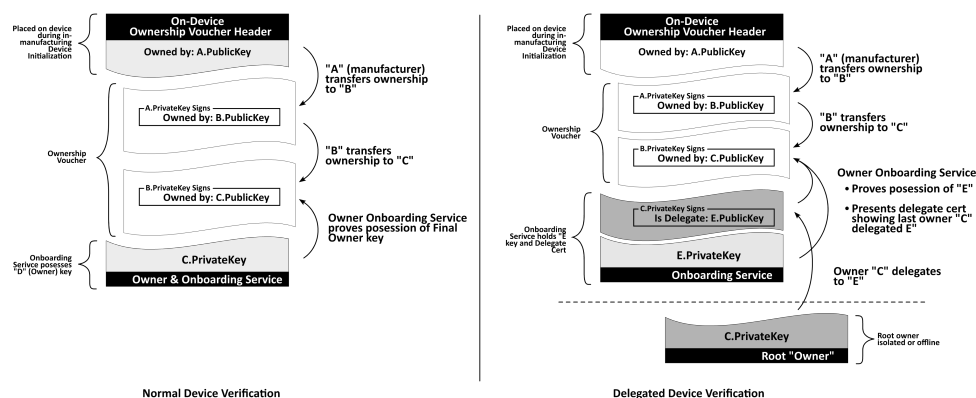 On-Device
Ownership Voucher Header
Owned by: A.PublicKey
Placed on device
during in-
manufacturing
Device
Initialization
"A" (manufacturer)
transfers ownership
to "B"
A.PrivateKey Signs
Owned by: B.PublicKey
Ownership
Voucher
"B" transfers
ownership to "C"
B.PrivateKey Signs
Owned by: C.PublicKey
Owner Onboarding Service
proves posession of Final
Owner key
Onboarding
Serivce posesses
"D" (Owner) key
C.PrivateKey
Owner & Onboarding Service
Normal Device Verification
On-Device
Ownership Voucher Header
Owned by: A.PublicKey
Placed on device
during in-
manufacturing
Device
Initialization
"A" (manufacturer)
transfers ownership
to "B"
A.PrivateKey Signs
Owned by: B.PublicKey
Ownership
Voucher
"B" transfers
ownership to "C"
B.PrivateKey Signs
Owned by: C.PublicKey
Owner Onboarding Service
• Proves posession of "E"
• Presents delegate cert
showing last owner "C"
delegated E"
C.PrivateKey Signs
Is Delegate: E.PublicKey
Onboarding
Serivce holds "E
key and Delegate
Cert
E.PrivateKey
Onboarding Service
Owner "C" delegates
to "E"
C.PrivateKey
Root "Owner"
Root owner
isolated or offline
Delegated Device Verification